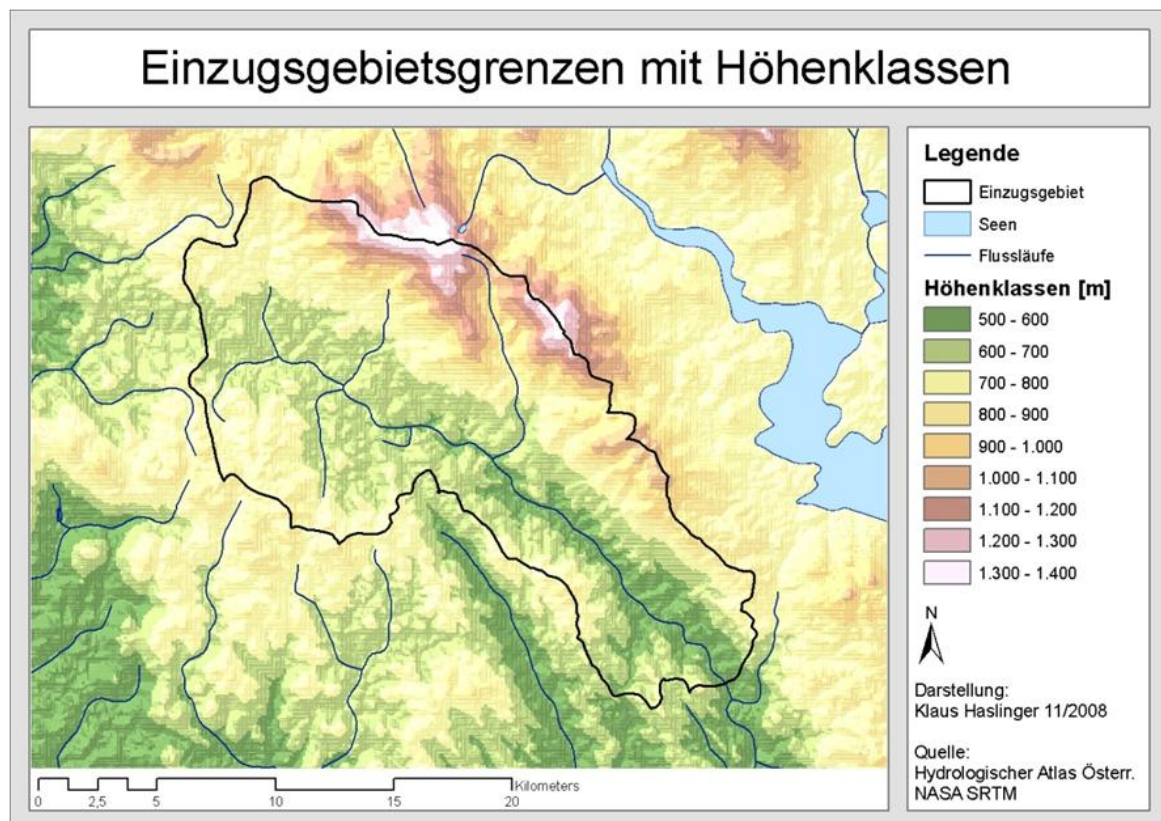 Einzugsgebietsgrenzen mit Höhenklassen
Legende
Einzugsgebiet
Seen
Flussläufe
Höhenklassen [m]
500 - 600
600 - 700
700 - 800
800 - 900
900 - 1.000
1.000 - 1.100
1.100 - 1.200
1.200 - 1.300
1.300 - 1.400
N
Darstellung:
Klaus Haslinger 11/2008
Quelle:
Hydrologischer Atlas Österr.
NASA SRTM
Kilometers
0 2,5 5 10 15 20